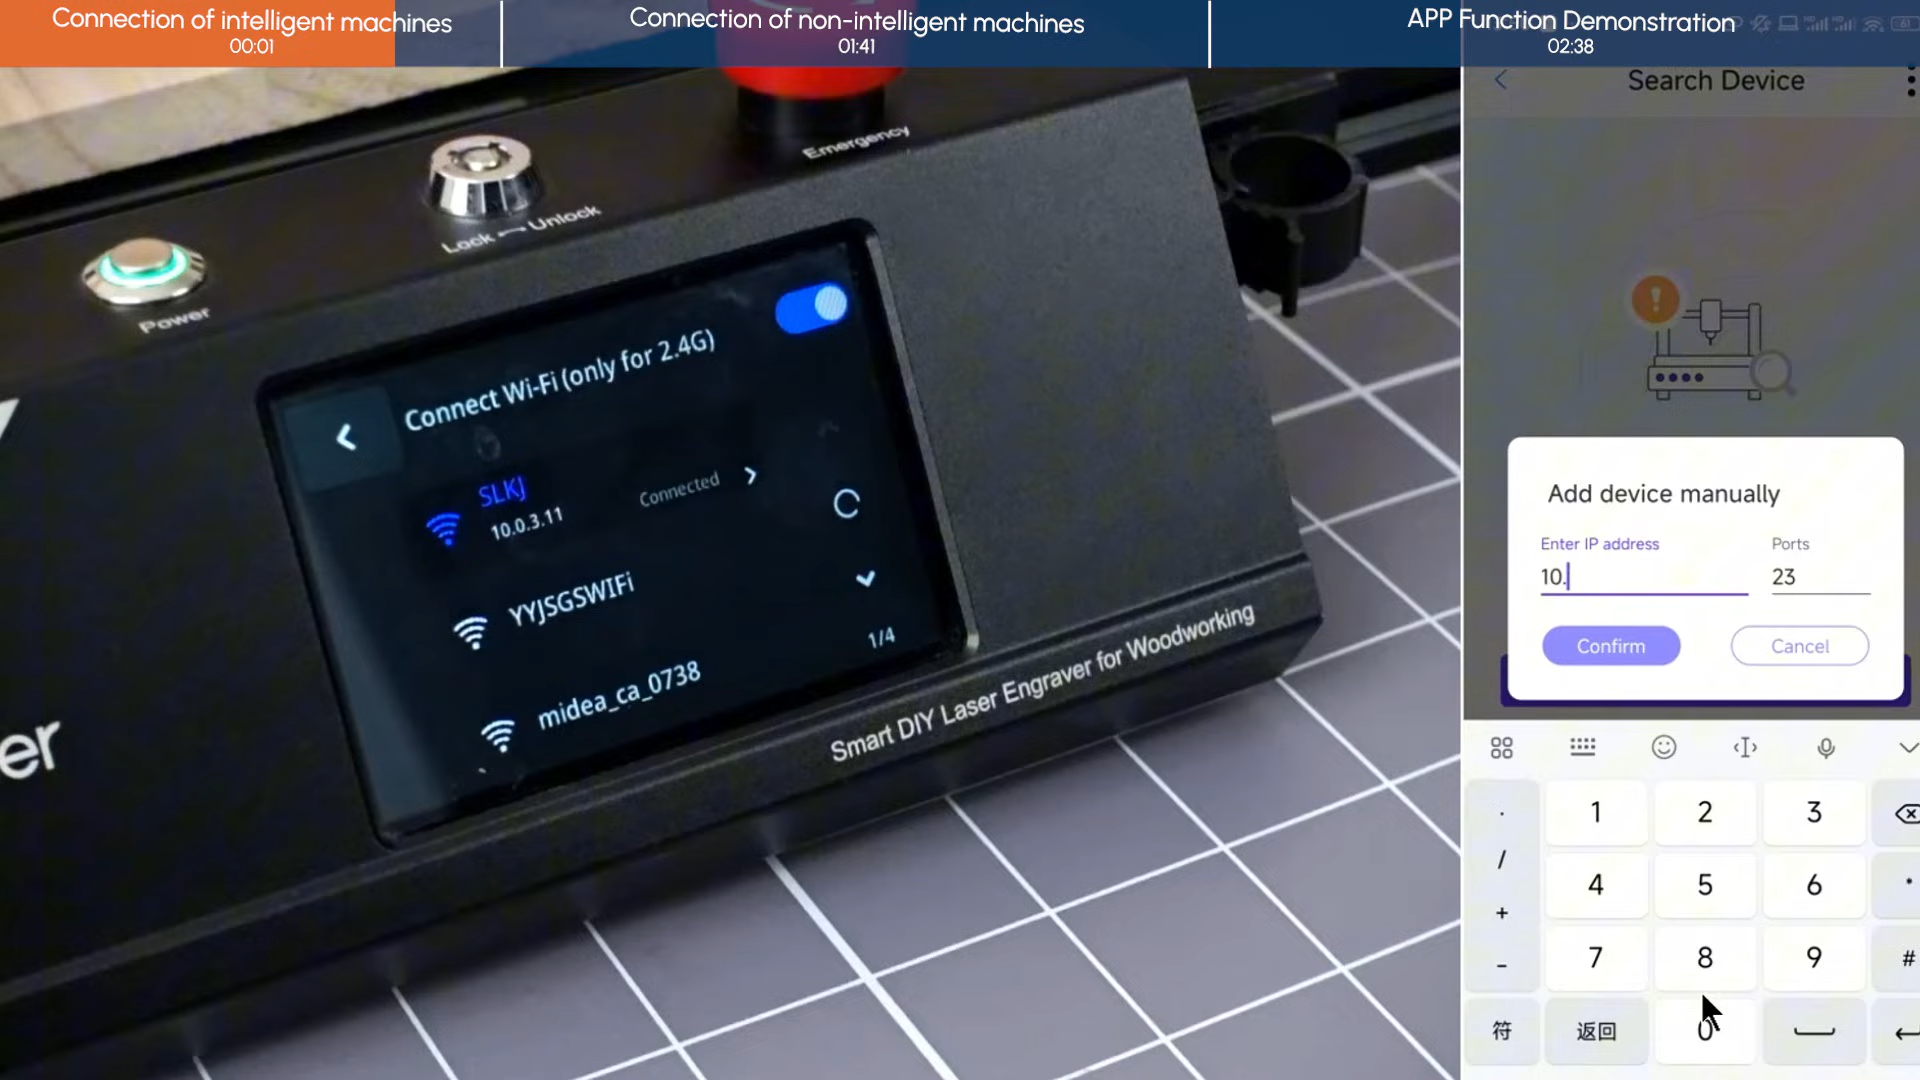 Connection of intelligent machines
00:01
Connection of non-intelligent machines
01:41
APP Function Demonstration
02:38
Search Device
Emergency
Lock Unlock
Power
Connect Wi-Fi (only for 2.4G)
SLKJ
10.0.3.11
Connected
YYJSGSWIFi
midea_ca_0738
1/4
Smart DIY Laser Engraver for Woodworking
er
Add device manually
Enter IP address
Ports
10.
23
Confirm
Cancel
1
2
3
/
4
5
6
+
7
8
9
#
-
符
返回
0